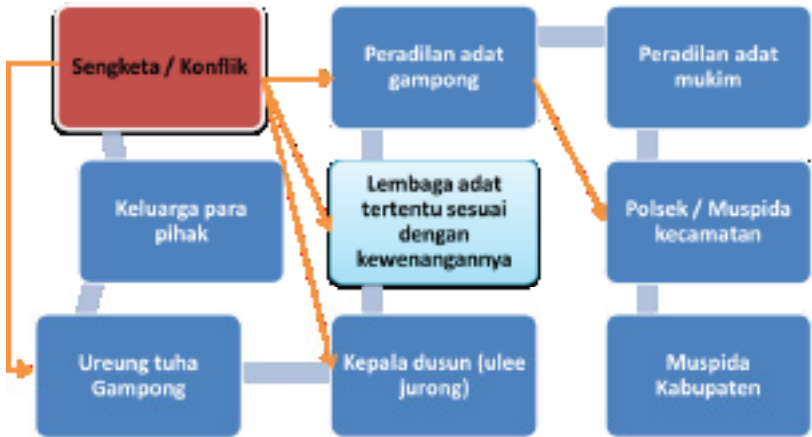 Sengketa / Konflik
Peradilan adat
gampong
Peradilan adat
mukim
Keluarga para
pihak
Lembaga adat
tertentu sesuai
dengan
kewenangannya
Polsek / Muspida
kecamatan
Ureung tuha
Gampong
Kepala dusun (ulee
jurong)
Muspida
Kabupaten